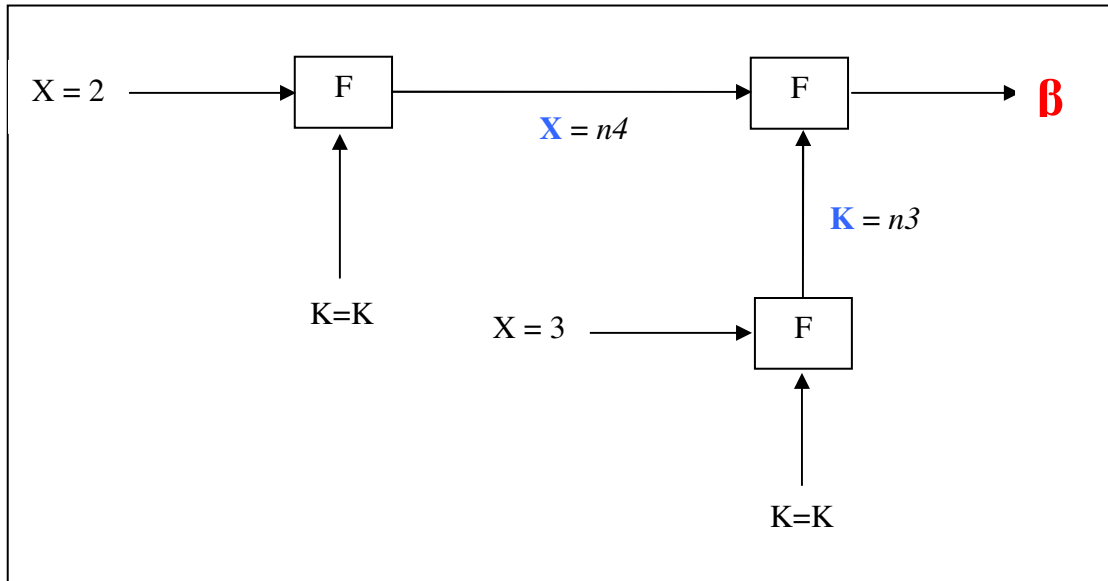 X = 2
F
F
β
X = n4
K = n3
K=K
X = 3
F
K=K